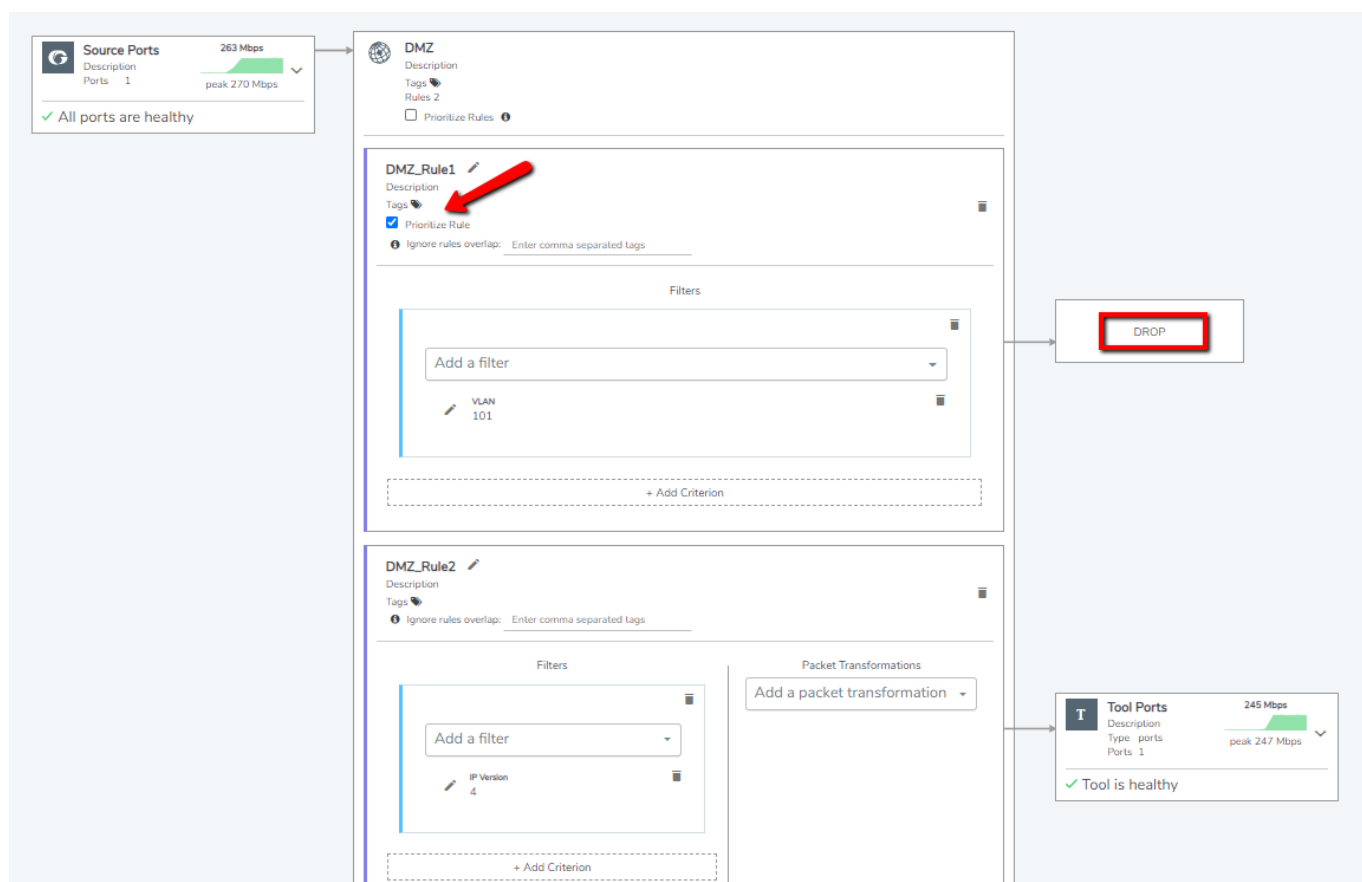 Source Ports
263 Mbps
Description
Ports 1
peak 270 Mbps
All ports are healthy
DMZ
Description
Tags
Rules 2
Prioritize Rules
DMZ_Rule1
Description
Tags
Prioritize Rule
Ignore rules overlap: Enter comma separated tags
Filters
Add a filter
VLAN
101
+ Add Criterion
DROP
DMZ_Rule2
Description
Tags
Ignore rules overlap: Enter comma separated tags
Filters
Add a filter
IP Version
4
+ Add Criterion
Packet Transformations
Add a packet transformation
T
Tool Ports
245 Mbps
Description
Type ports
Ports 1
peak 247 Mbps
Tool is healthy